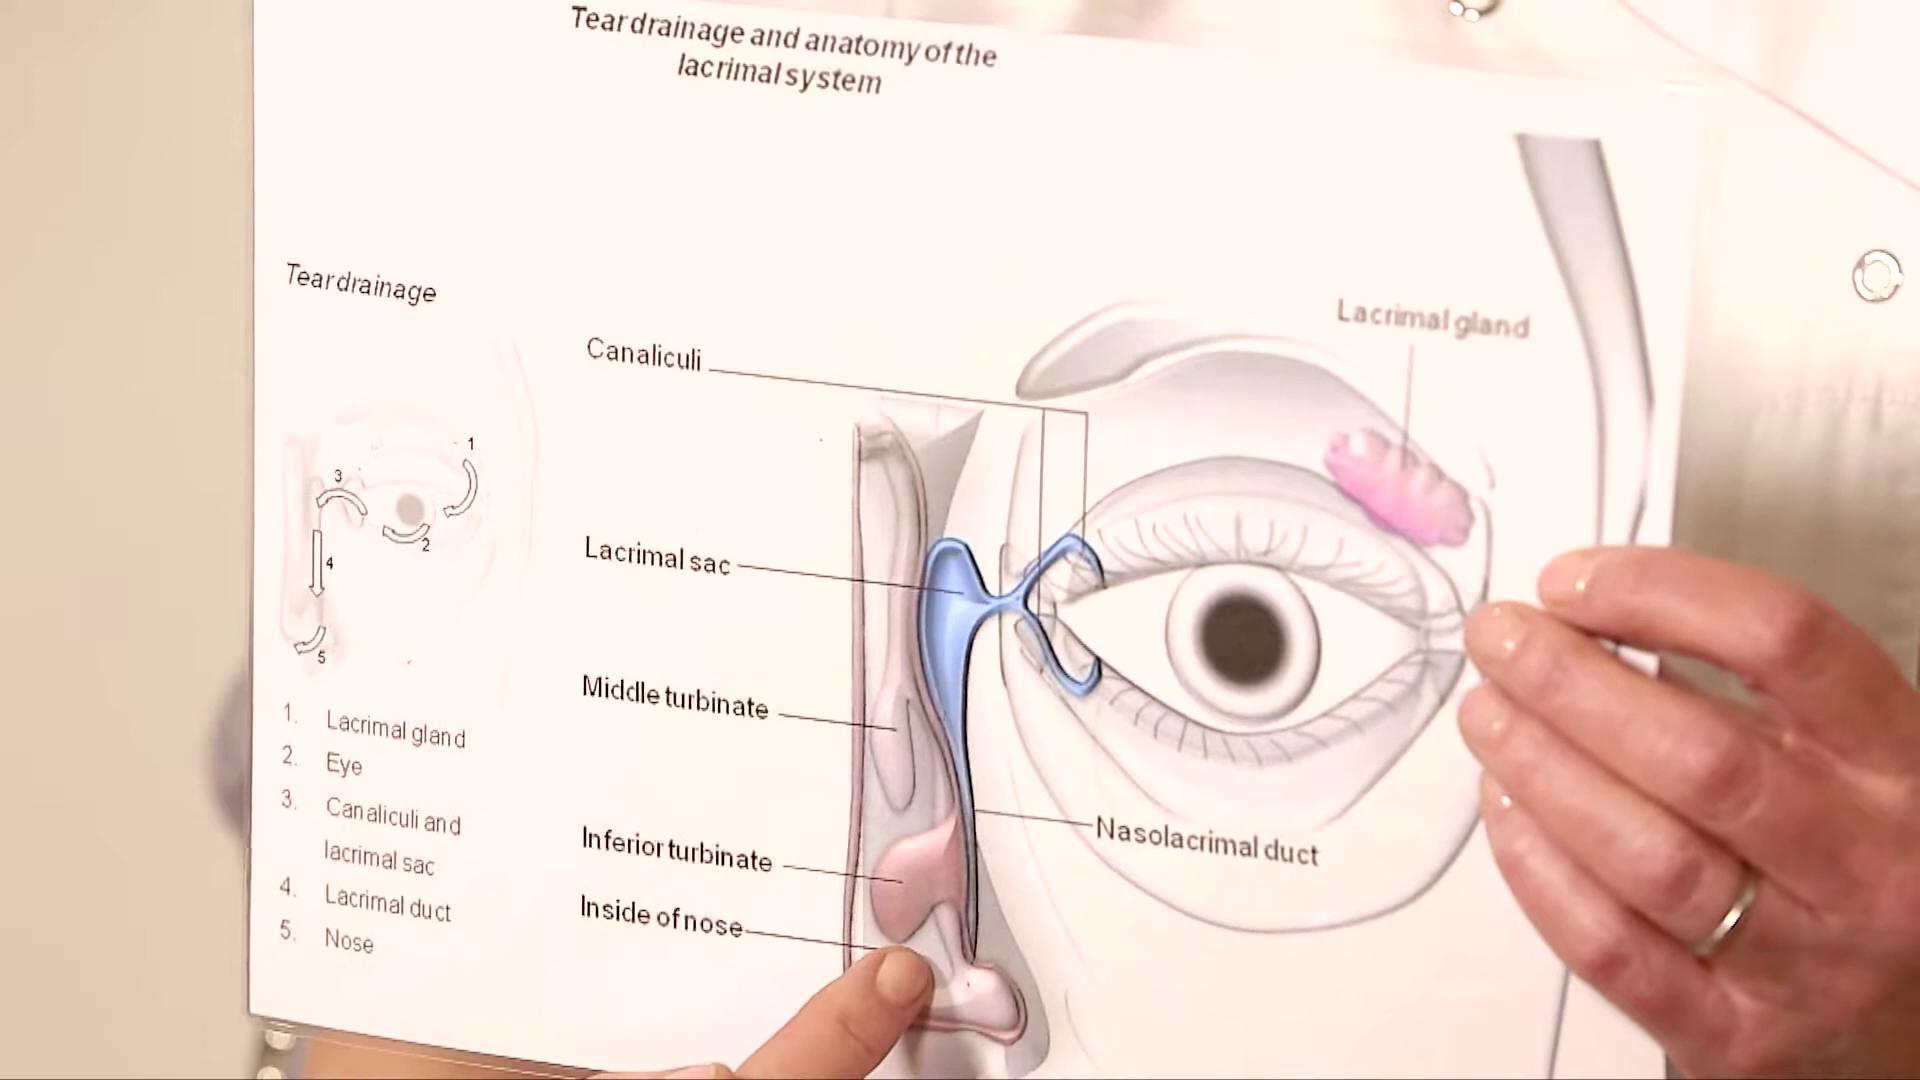 Tear drainage and anatomy of the
lacrimal system
Tear drainage
1
3
2
4
5
1. Lacrimal gland
2. Eye
3. Canaliculi and
lacrimal sac
4. Lacrimal duct
5. Nose
Canaliculi
Lacrimal sac
Middle turbinate
Inferior turbinate
Inside of nose
Lacrimal gland
Nasolacrimal duct